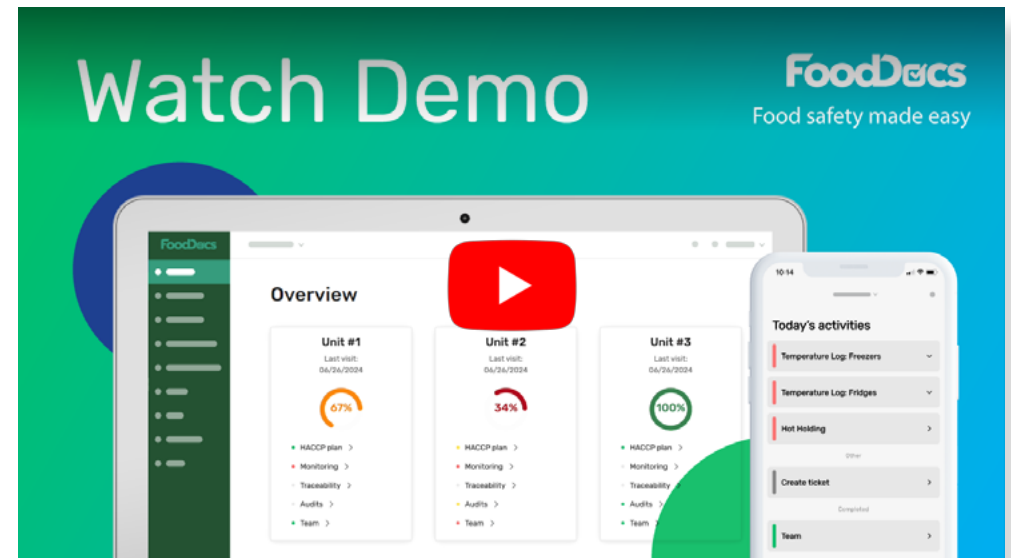 Watch Demo
FoodDocs
Food safety made easy
FoodDocs
Overview
Unit #1
Last visit:
06/26/2024
67%
HACCP plan
Monitoring
Traceability
Audits
Team
Unit #2
Last visit:
06/26/2024
34%
HACCP plan
Monitoring
Traceability
Audits
Team
Unit #3
Last visit:
06/26/2024
100%
HACCP plan
Monitoring
Traceability
Audits
Team
10:14
Today's activities
Temperature Log: Freezers
Temperature Log: Fridges
Hot Holding
Other
Create ticket
Completed
Team